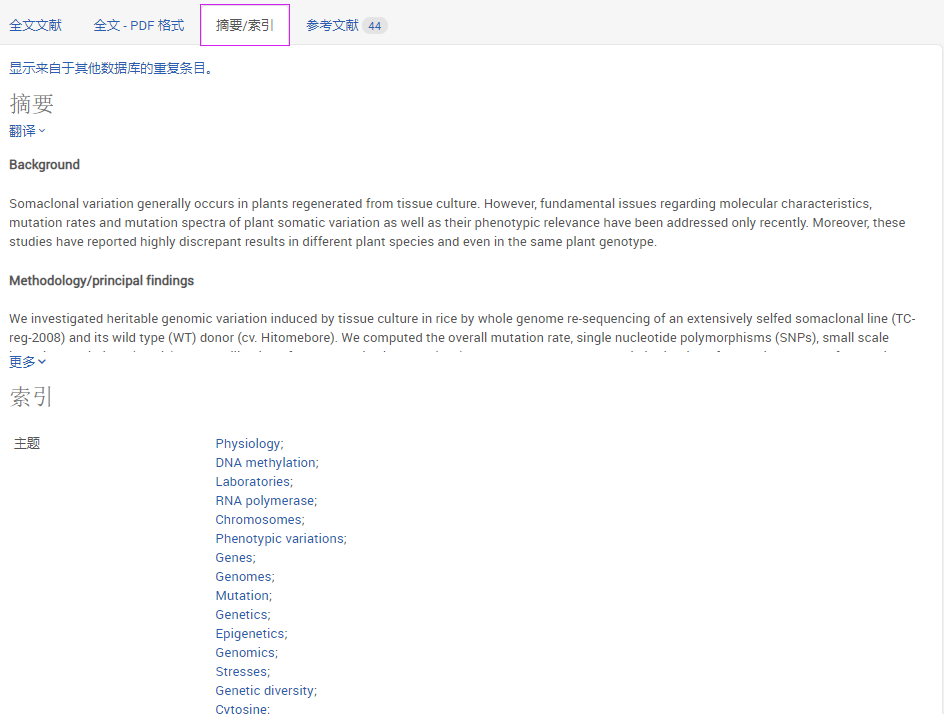 全文文献 全文 - PDF 格式 摘要/索引 参考文献 44
显示来自于其他数据库的重复条目。
摘要
翻译
Background
Somaclonal variation generally occurs in plants regenerated from tissue culture. However, fundamental issues regarding molecular characteristics,
mutation rates and mutation spectra of plant somatic variation as well as their phenotypic relevance have been addressed only recently. Moreover, these
studies have reported highly discrepant results in different plant species and even in the same plant genotype.
Methodology/principal findings
We investigated heritable genomic variation induced by tissue culture in rice by whole genome re-sequencing of an extensively selfed somaclonal line (TC-
reg-2008) and its wild type (WT) donor (cv. Hitomebore). We computed the overall mutation rate, single nucleotide polymorphisms (SNPs), small scale
更多
索引
主题
Physiology;
DNA methylation;
Laboratories;
RNA polymerase;
Chromosomes;
Phenotypic variations;
Genes;
Genomes;
Mutation;
Genetics;
Epigenetics;
Genomics;
Stresses;
Genetic diversity;
Cytosine;